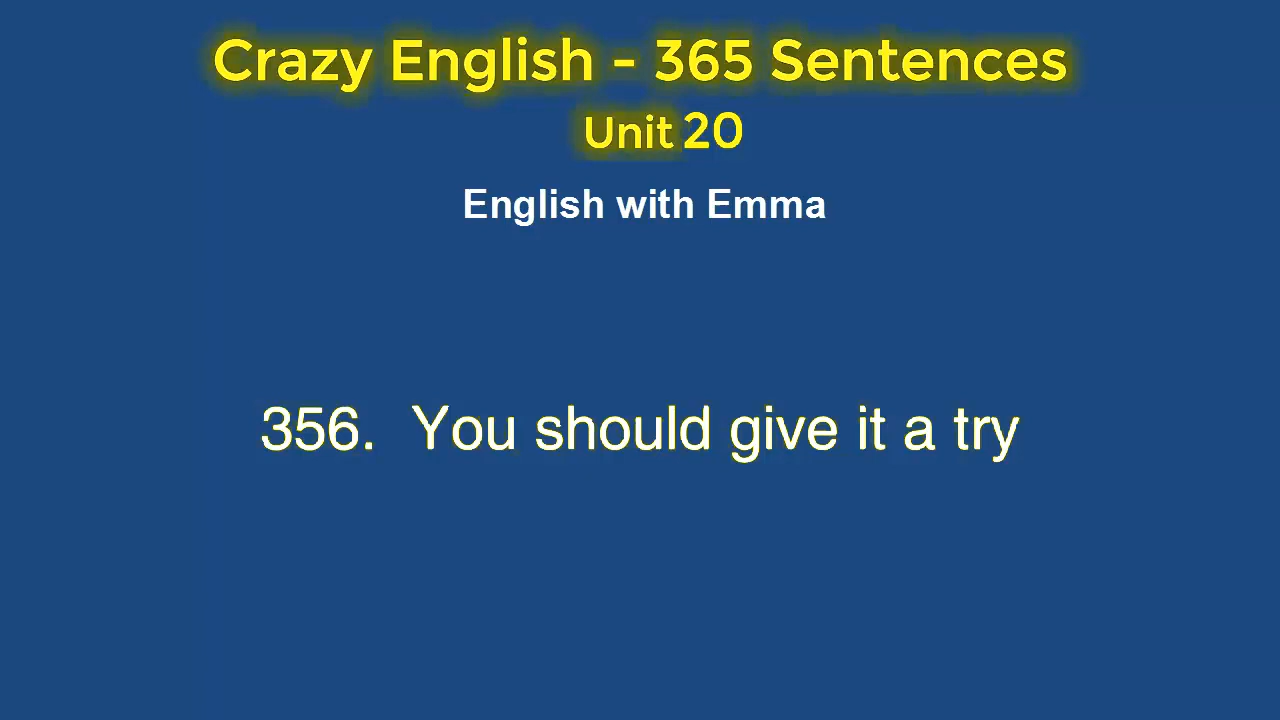 Crazy English - 365 Sentences
Unit 20
English with Emma
356. You should give it a try